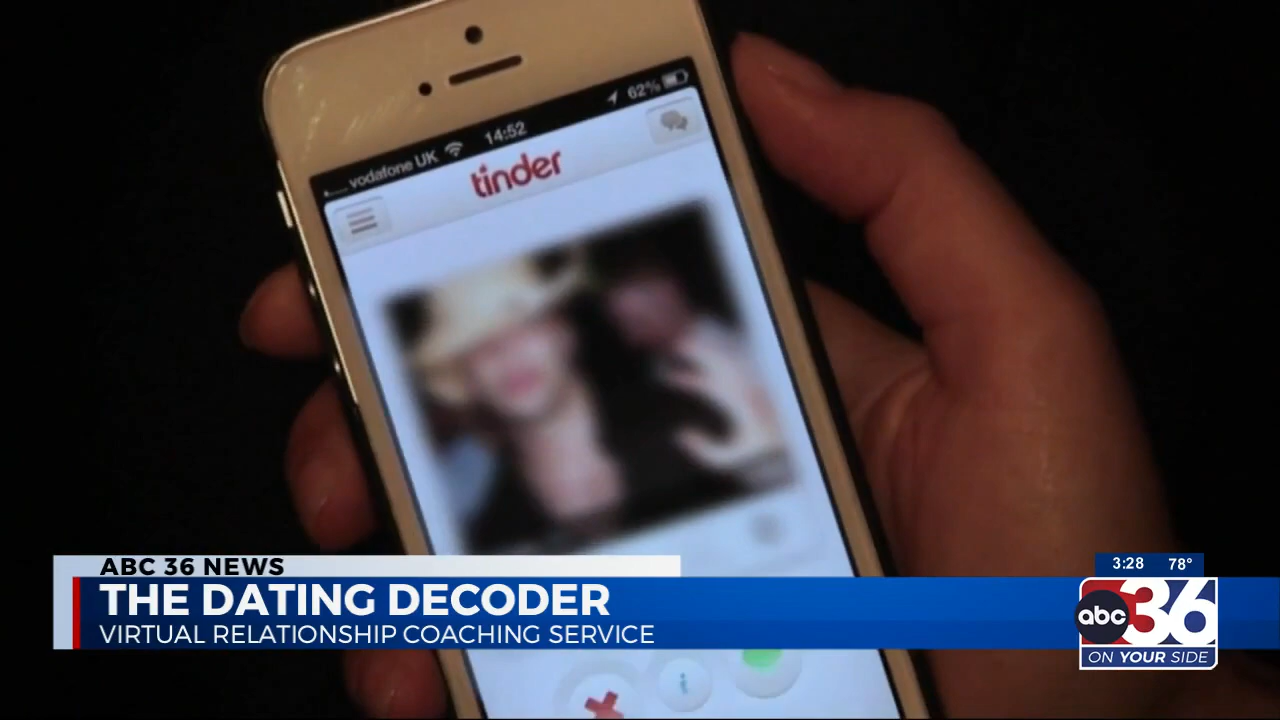 vodafone UK 14:52 62%
tinder
i
ABC 36 NEWS
THE DATING DECODER
VIRTUAL RELATIONSHIP COACHING SERVICE
3:28 78°
abc 36
ON YOUR SIDE